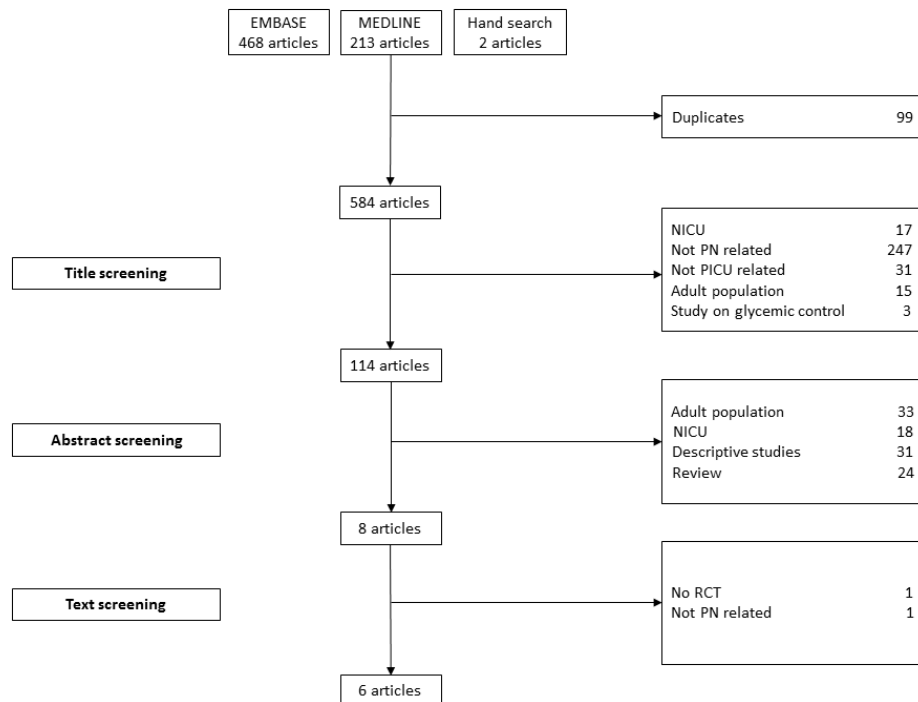 EMBASE
468 articles
MEDLINE
213 articles
Hand search
2 articles
Duplicates 99
584 articles
Title screening
NICU 17
Not PN related 247
Not PICU related 31
Adult population 15
Study on glycemic control 3
114 articles
Abstract screening
Adult population 33
NICU 18
Descriptive studies 31
Review 24
8 articles
Text screening
No RCT 1
Not PN related 1
6 articles